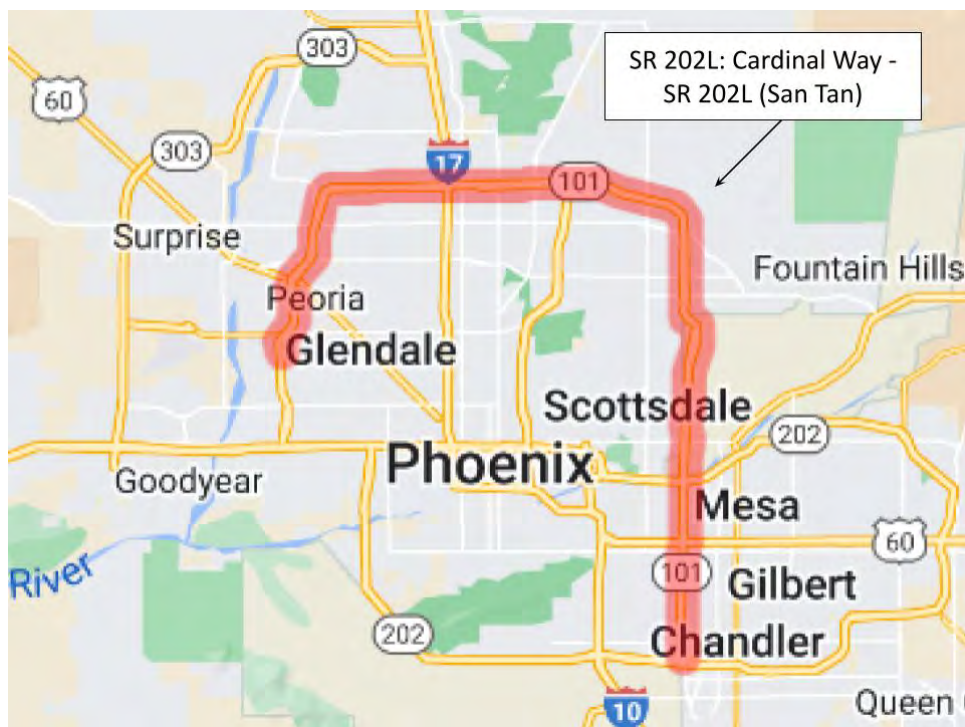 303
SR 202L: Cardinal Way -
SR 202L (San Tan)
60
303
17
101
Surprise
Fountain Hills
Peoria
Glendale
Scottsdale
202
Phoenix
Goodyear
Mesa
60
River
101
Gilbert
202
Chandler
10
Queen